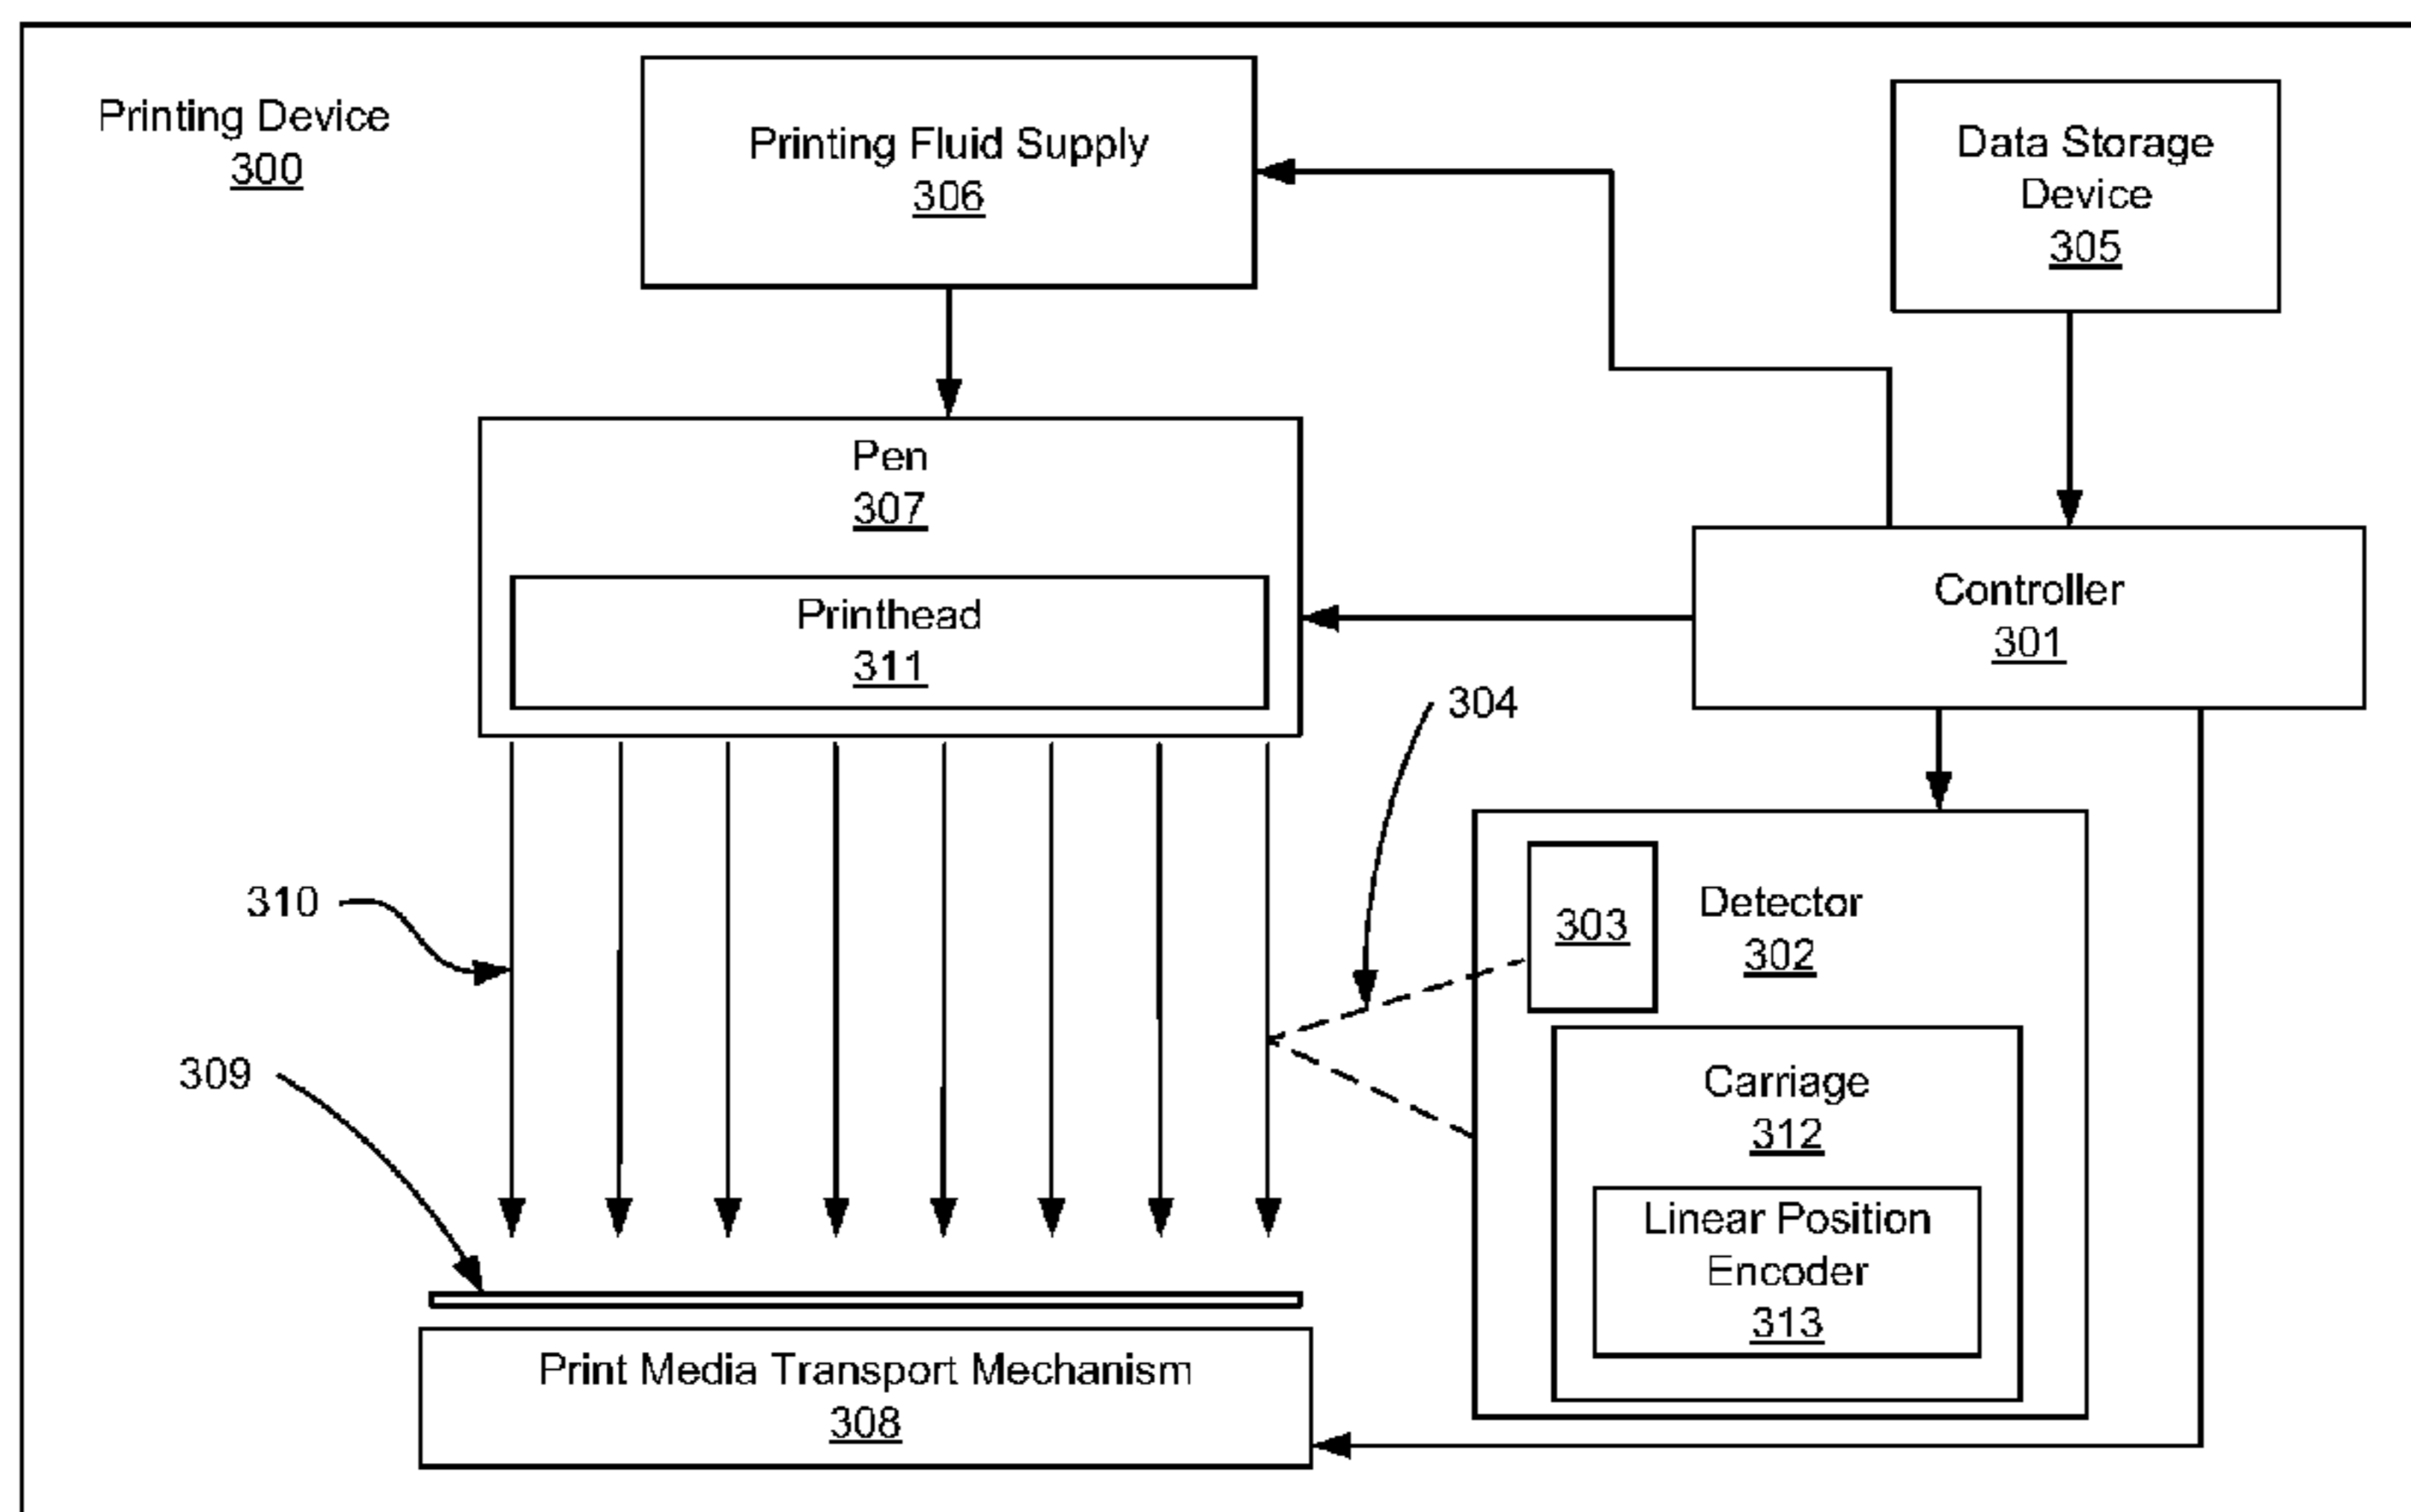 Printing Device
300
Printing Fluid Supply
306
Data Storage
Device
305
Pen
307
Printhead
311
Controller
301
304
310
303
Detector
302
309
Carriage
312
Linear Position
Encoder
313
Print Media Transport Mechanism
308